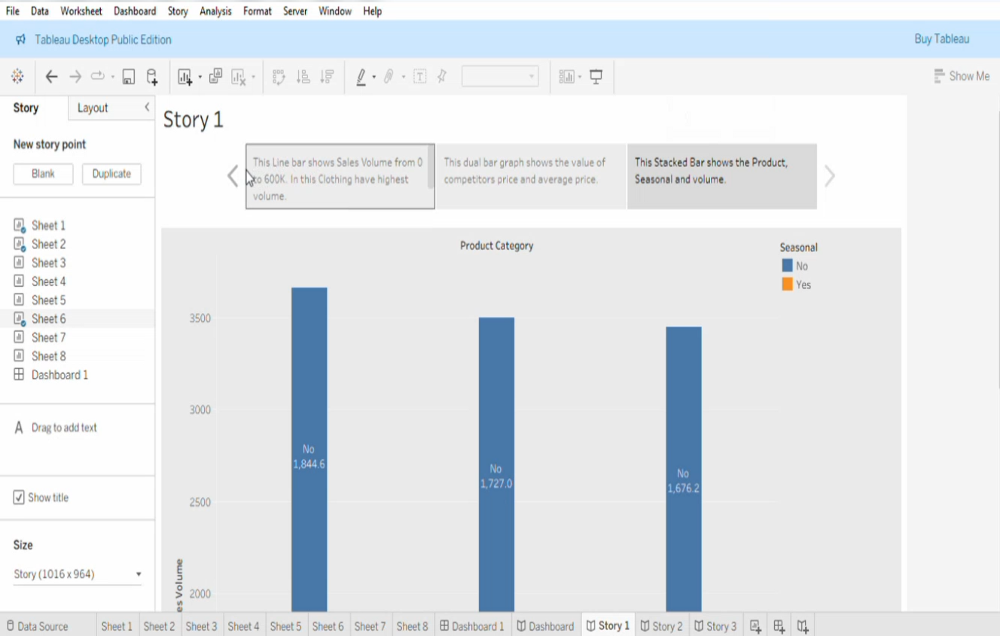 File Data Worksheet Dashboard Story Analysis Format Server Window Help
Tableau Desktop Public Edition
Buy Tableau
Show Me
Story
Layout
Story 1
New story point
Blank
Duplicate
This Line bar shows Sales Volume from 0
to 600K. In this Clothing have highest
volume.
This dual bar graph shows the value of
competitors price and average price.
This Stacked Bar shows the Product,
Seasonal and volume.
Sheet 1
Sheet 2
Sheet 3
Sheet 4
Sheet 5
Sheet 6
Sheet 7
Sheet 8
Dashboard 1
Drag to add text
Show title
Size
Story (1016 x 964)
Product Category
Seasonal
No
Yes
3500
3000
2500
2000
No
1,844.6
No
1,727.0
No
1,676.2
es Volume
Data Source Sheet 1 Sheet 2 Sheet 3 Sheet 4 Sheet 5 Sheet 6 Sheet 7 Sheet 8 Dashboard 1 Dashboard Story 1 Story 2 Story 3